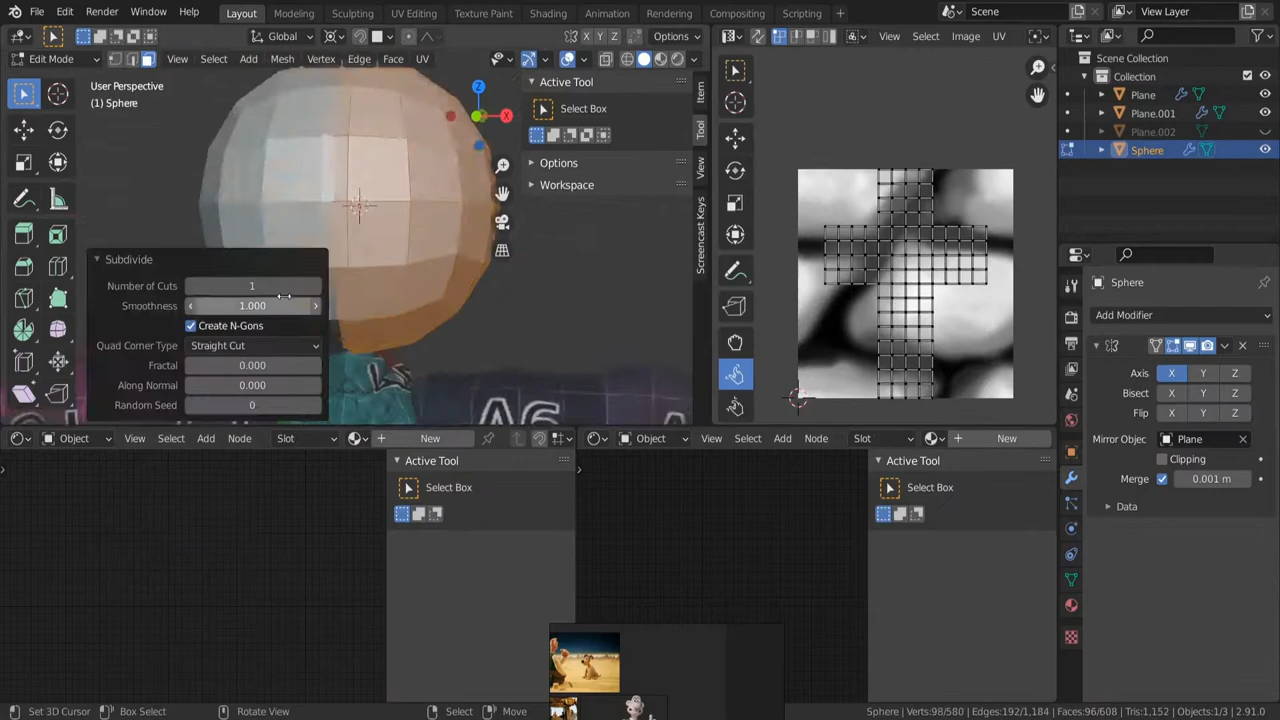 File Edit Render Window Help Layout Modeling Sculpting UV Editing Texture Paint Shading Animation Rendering Compositing Scripting Scene View Layer
Global X Y Z Options View Select Image UV
Edit Mode View Select Add Mesh Vertex Edge Face UV
User Perspective
(1) Sphere
Z
X
Active Tool
Select Box
Options
Workspace
Item
Tool
View
Screencast Keys
Scene Collection
Collection
Plane
Plane.001
Plane.002
Sphere
Subdivide
Number of Cuts 1
Smoothness 1.000
Create N-Gons
Quad Corner Type Straight Cut
Fractal 0.000
Along Normal 0.000
Random Seed 0
A6
Sphere
Add Modifier
Axis X Y Z
Bisect X Y Z
Flip X Y Z
Mirror Objec Plane
Clipping
Merge 0.001 m
Data
Object View Select Add Node Slot New
Active Tool
Select Box
Object View Select Add Node Slot New
Active Tool
Select Box
Set 3D Cursor Box Select Rotate View Select Move Sphere | Verts:98/580 | Edges:192/1,184 | Faces:96/608 | Tris:1,152 | Objects:1/3 | 2.91.0